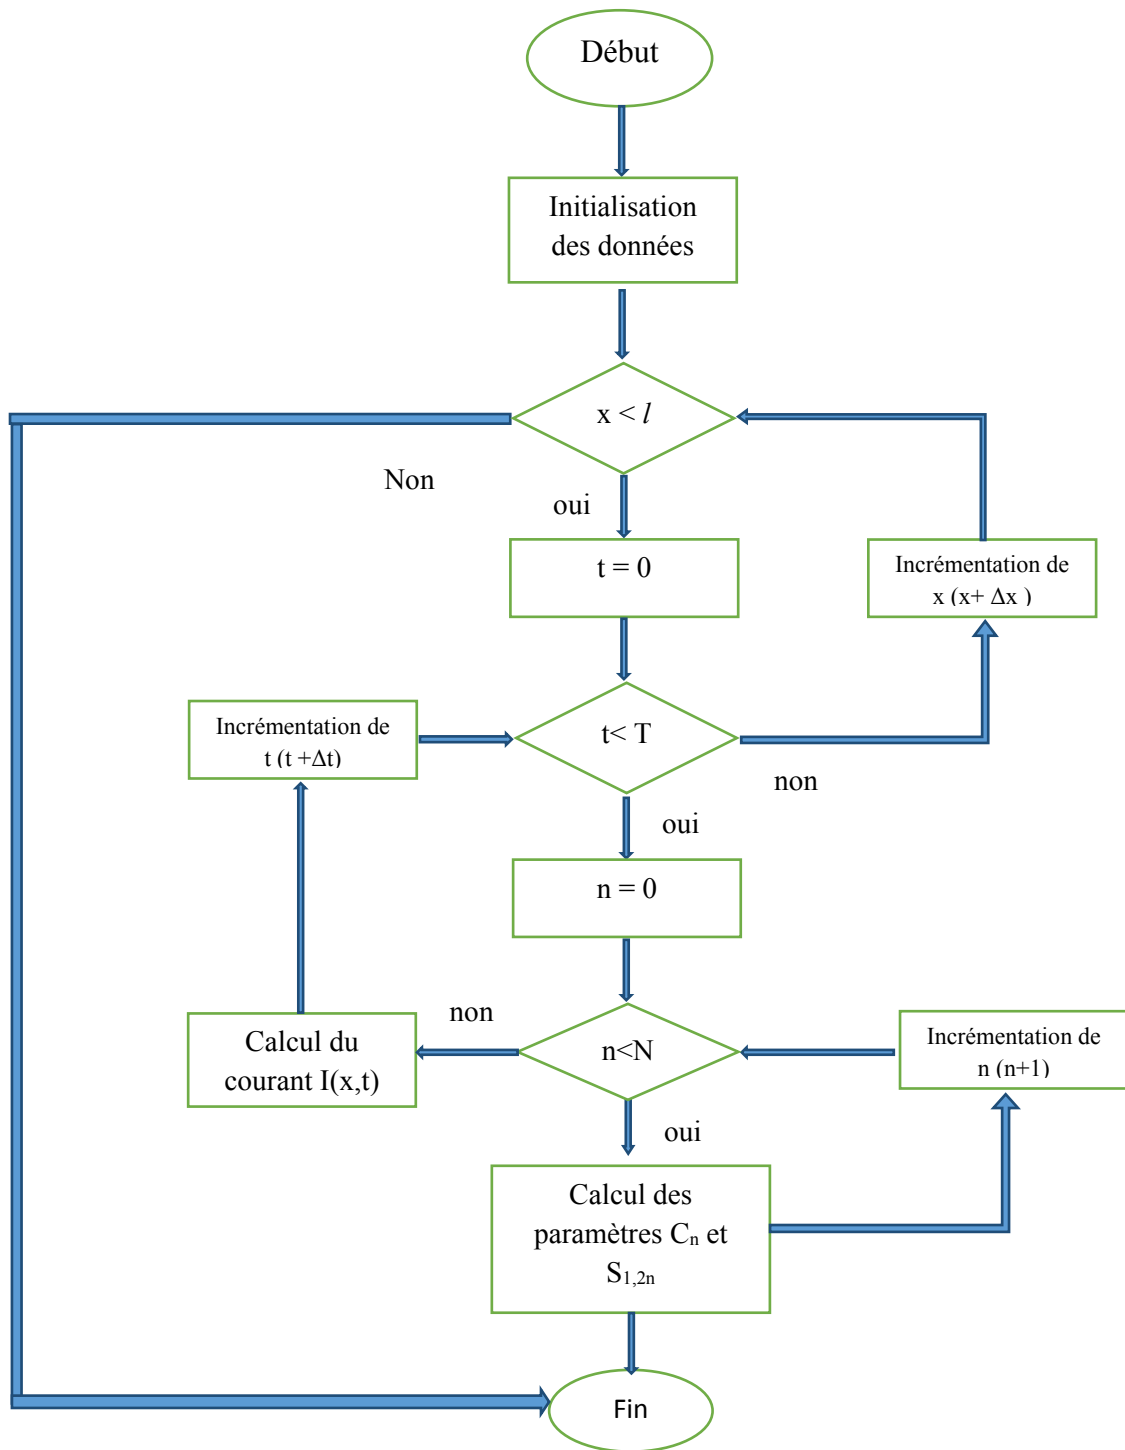 Début
Initialisation
des données
x < l
Non
oui
t = 0
Incrémentation de
x (x+ Δx )
Incrémentation de
t (t +Δt)
t< T
non
oui
n = 0
non
Calcul du
courant I(x,t)
n<N
Incrémentation de
n (n+1)
oui
Calcul des
paramètres Cn et
S1,2n
Fin